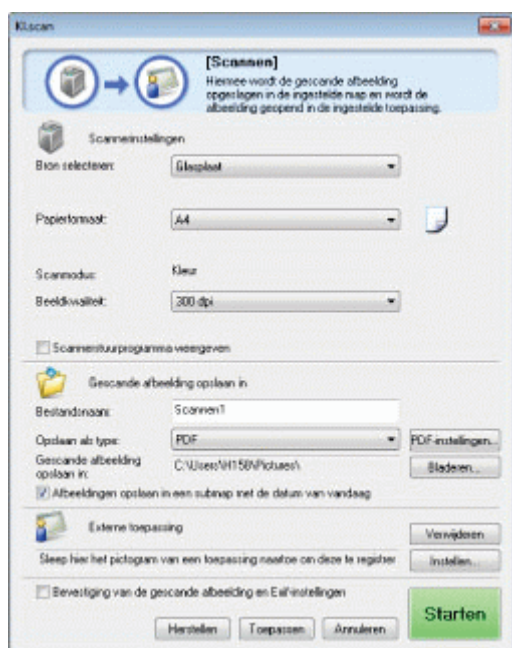 Kl.scan
[Scannen]
Hiermee wordt de gescande afbeelding
opgeslagen in de ingestelde map en wordt de
afbeelding geopend in de ingestelde toepassing.
Scannerinstellingen
Bron selecteren: Glasplaat
Papierformaat: A4
Scanmodus: Kleur
Beeldkwaliteit: 300 dpi
Scannerstuurprogramma weergeven
Gescande afbeelding opslaan in
Bestandsnaam: Scannen1
Opslaan als type: PDF PDF-instellingen...
Gescande afbeelding
opslaan in: C:\Users\H158\Pictures\ Bladeren...
Afbeeldingen opslaan in een submap met de datum van vandaag
Externe toepassing Verwijderen
Sleep hier het pictogram van een toepassing naartoe om deze te registrer Instellen...
Bevestiging van de gescande afbeelding en Exif-instellingen
Starten
Herstellen Toepassen Annuleren